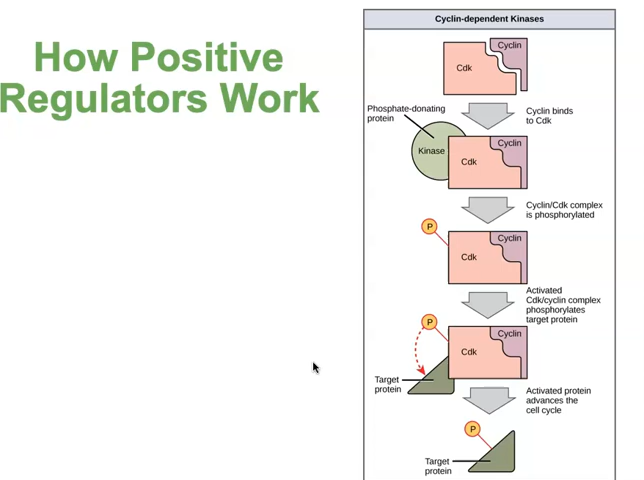 How Positive
Regulators Work
Cyclin-dependent Kinases
Cyclin
Cdk
Cyclin binds
to Cdk
Phosphate-donating
protein
Kinase
Cyclin
Cdk
Cyclin/Cdk complex
is phosphorylated
P
Cyclin
Cdk
Activated
Cdk/cyclin complex
phosphorylates
target protein
P
Cyclin
Cdk
Target
protein
Activated protein
advances the
cell cycle
P
Target
protein